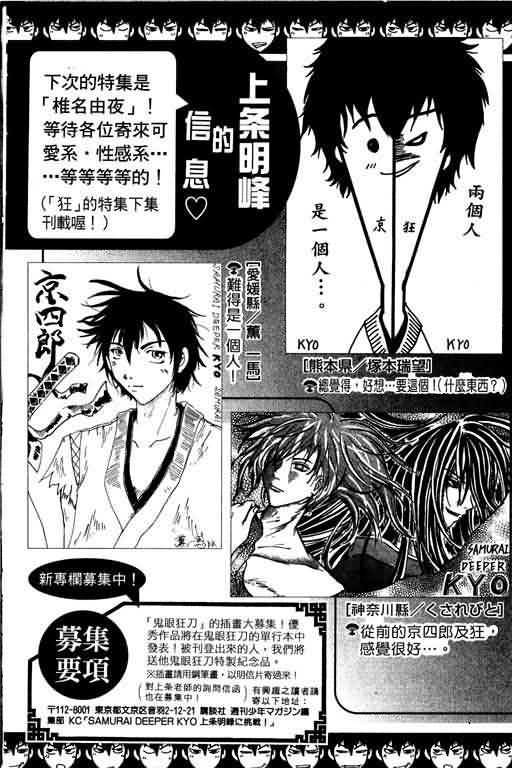 上条明峰
的
信息♡
下次的特集是
「椎名由夜」！
等待各位寄來可
愛系・性感系…
…等等等等的！
(「狂」的特集下集
刊載喔！)
兩個人
是一個人…。
京 狂
KYO KYO
[熊本県／塚本瑞望]
總覺得，好想…要這個！(什麼東西？)
京四郎
SAMURAI DEEPER KYO SAMURAI
[愛媛縣／薫 一馬]
難得是一個人！
SAMURAI
DEEPER
KYO
[神奈川縣／くされびと]
從前的京四郎及狂，
感覺很好…。
新專欄募集中！
募集
要項
「鬼眼狂刀」的插畫大募集！優
秀作品將在鬼眼狂刀的單行本中
發表！被刊登出來的人，我們將
送他鬼眼狂刀特製紀念品。
※插畫請用鋼筆畫，以明信片寄過來！
(對上条老師的詢問信函
也在募集中！)
有興趣之讀者請
寄以下地址：
〒112-8001 東京都文京区音羽2-12-21 講談社 週刊少年マガジン編
集部 KC「SAMURAI DEEPER KYO 上条明峰に挑戦！」